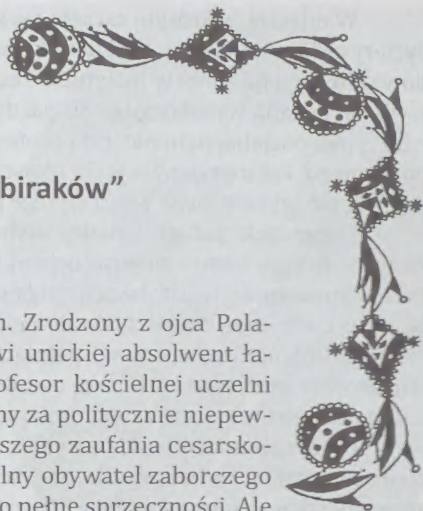 biraków”
n. Zrodzony z ojca Pola-
vi unickiej absolwent ła-
ofesor kościelnej uczelni
ny za politycznie niepew-
szego zaufania cesarsko-
lny obywatel zaborczego
o pełne sprzeczności. Ale